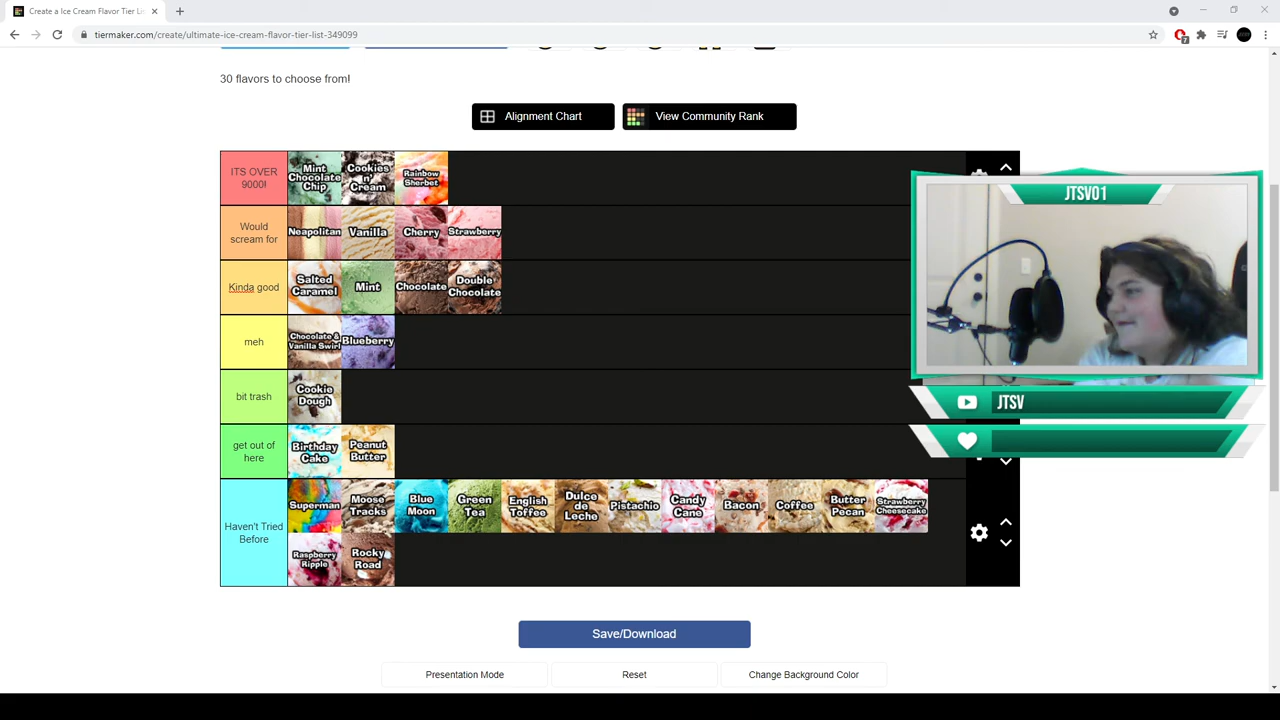 Create a Ice Cream Flavor Tier Lis
tiermaker.com/create/ultimate-ice-cream-flavor-tier-list-349099
7
30 flavors to choose from!
Alignment Chart
View Community Rank
ITS OVER
9000!
Mint
Chocolate
Chip
Cookies
n'
Cream
Rainbow
Sherbet
Would
scream for
Neapolitan
Vanilla
Cherry
Strawberry
Kinda good
Salted
Caramel
Mint
Chocolate
Double
Chocolate
meh
Chocolate &
Vanilla Swirl
Blueberry
bit trash
Cookie
Dough
get out of
here
Birthday
Cake
Peanut
Butter
Haven't Tried
Before
Superman
Moose
Tracks
Blue
Moon
Green
Tea
English
Toffee
Dulce
de
Leche
Pistachio
Candy
Cane
Bacon
Coffee
Butter
Pecan
Strawberry
Cheesecake
Raspberry
Ripple
Rocky
Road
JTSV01
JTSV
Save/Download
Presentation Mode
Reset
Change Background Color